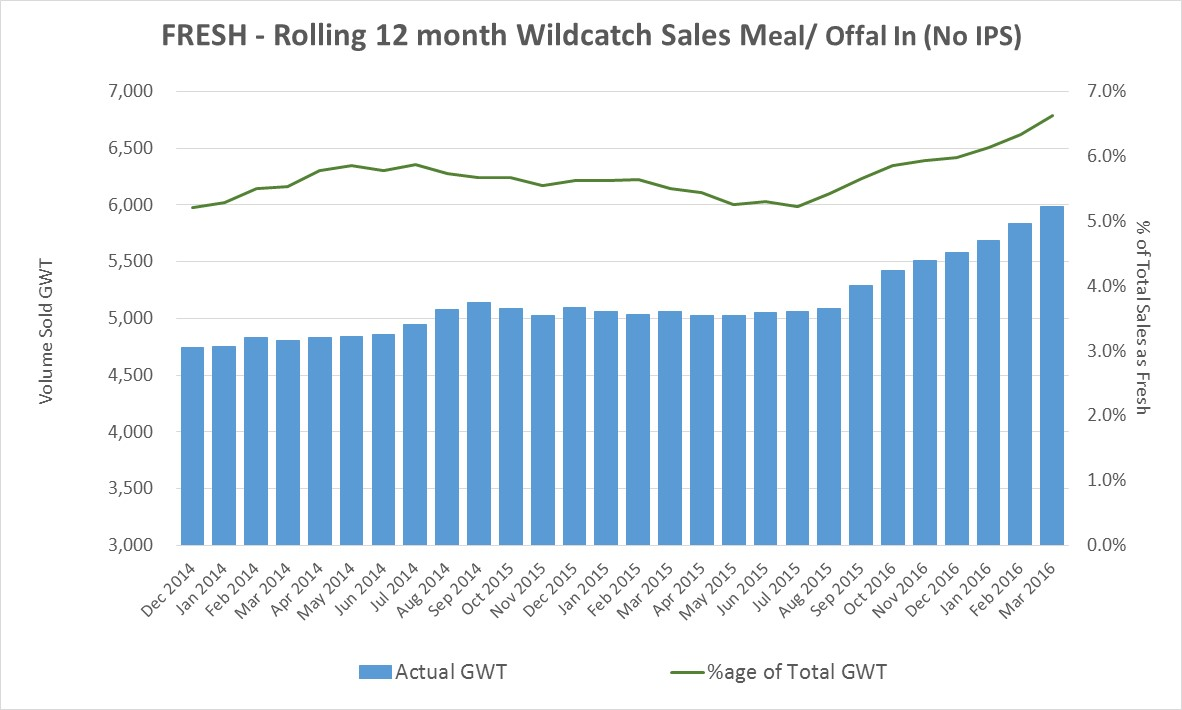 FRESH - Rolling 12 month Wildcatch Sales Meal/ Offal In (No IPS)
7,000
6,500
6,000
5,500
5,000
4,500
4,000
3,500
3,000
Volume Sold GWT
7.0%
6.0%
5.0%
4.0%
3.0%
2.0%
1.0%
0.0%
% of Total Sales as Fresh
Dec 2014
Jan 2014
Feb 2014
Mar 2014
Apr 2014
May 2014
Jun 2014
Jul 2014
Aug 2014
Sep 2014
Oct 2015
Nov 2015
Dec 2015
Jan 2015
Feb 2015
Mar 2015
Apr 2015
May 2015
Jun 2015
Jul 2015
Aug 2015
Sep 2015
Oct 2016
Nov 2016
Dec 2016
Jan 2016
Feb 2016
Mar 2016
Actual GWT
%age of Total GWT